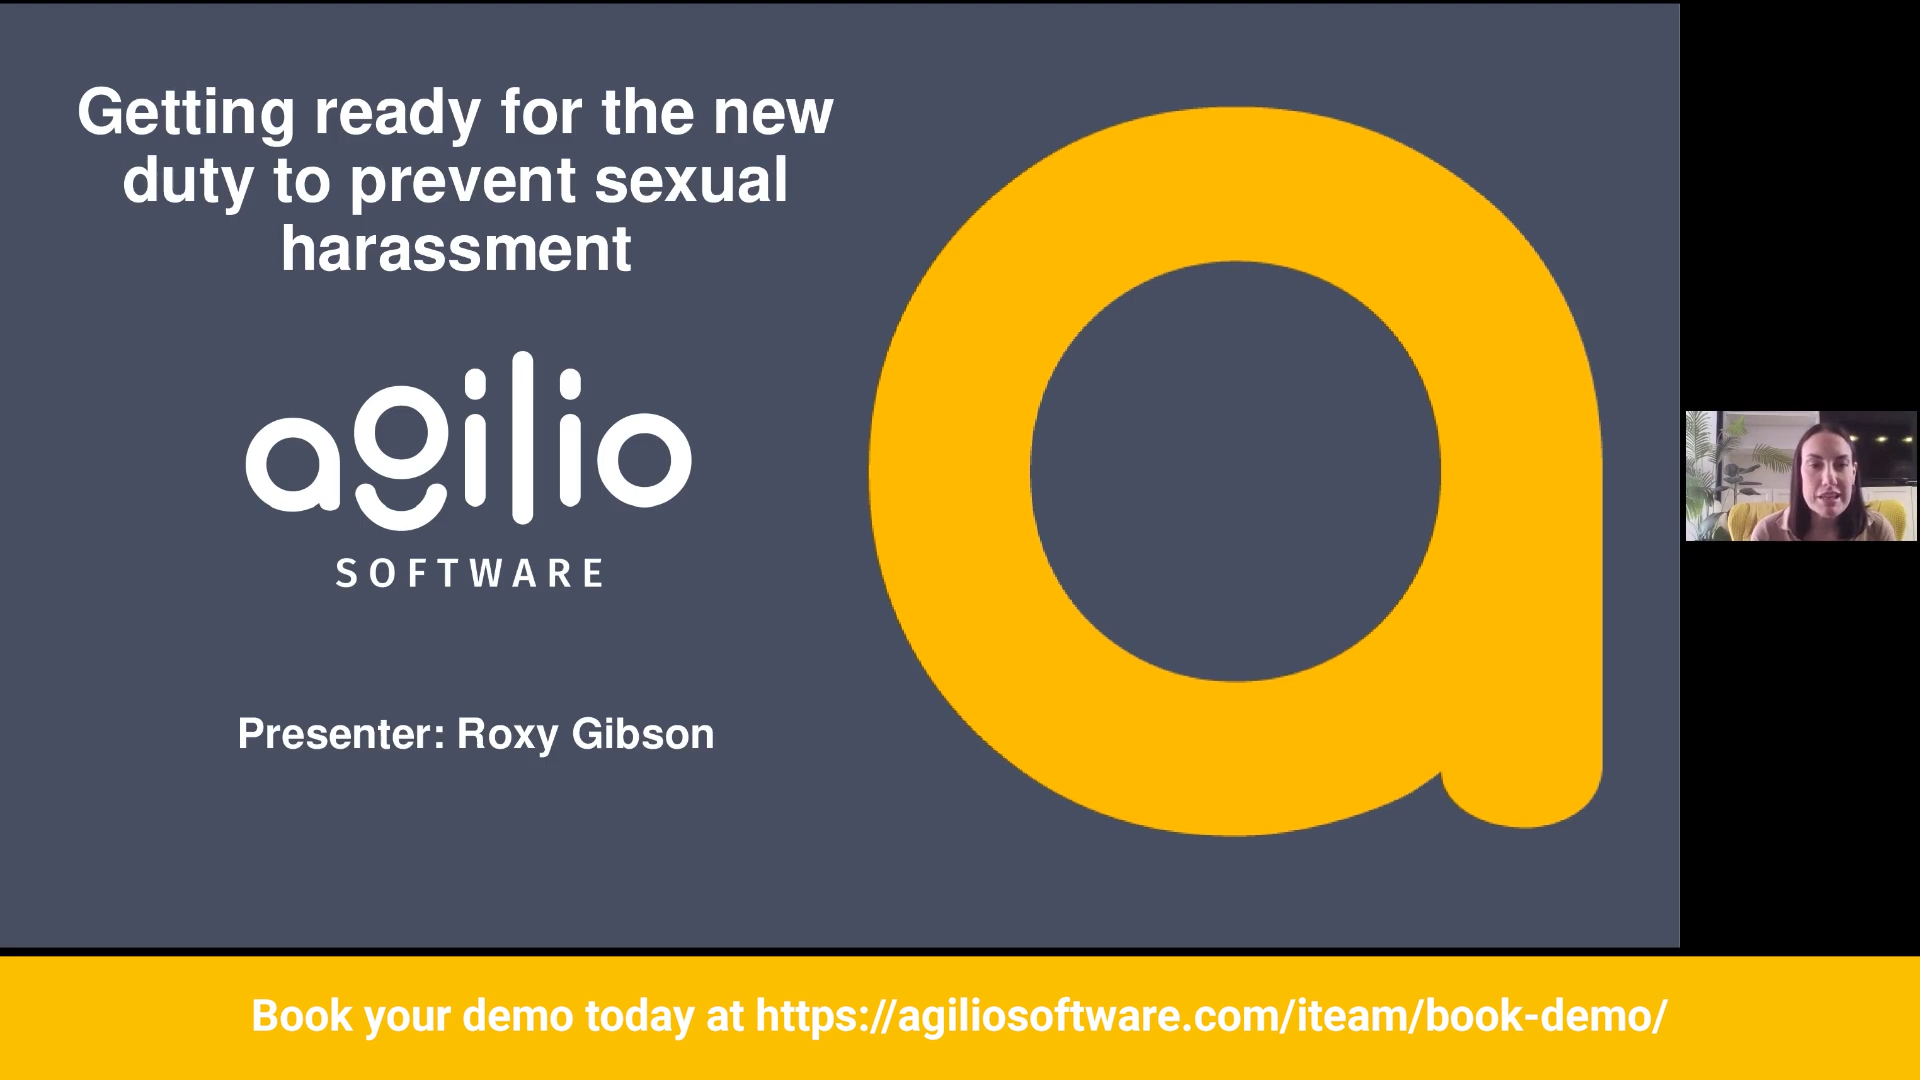 Getting ready for the new
duty to prevent sexual
harassment
agilio
SOFTWARE
Presenter: Roxy Gibson
Book your demo today at https://agiliosoftware.com/iteam/book-demo/